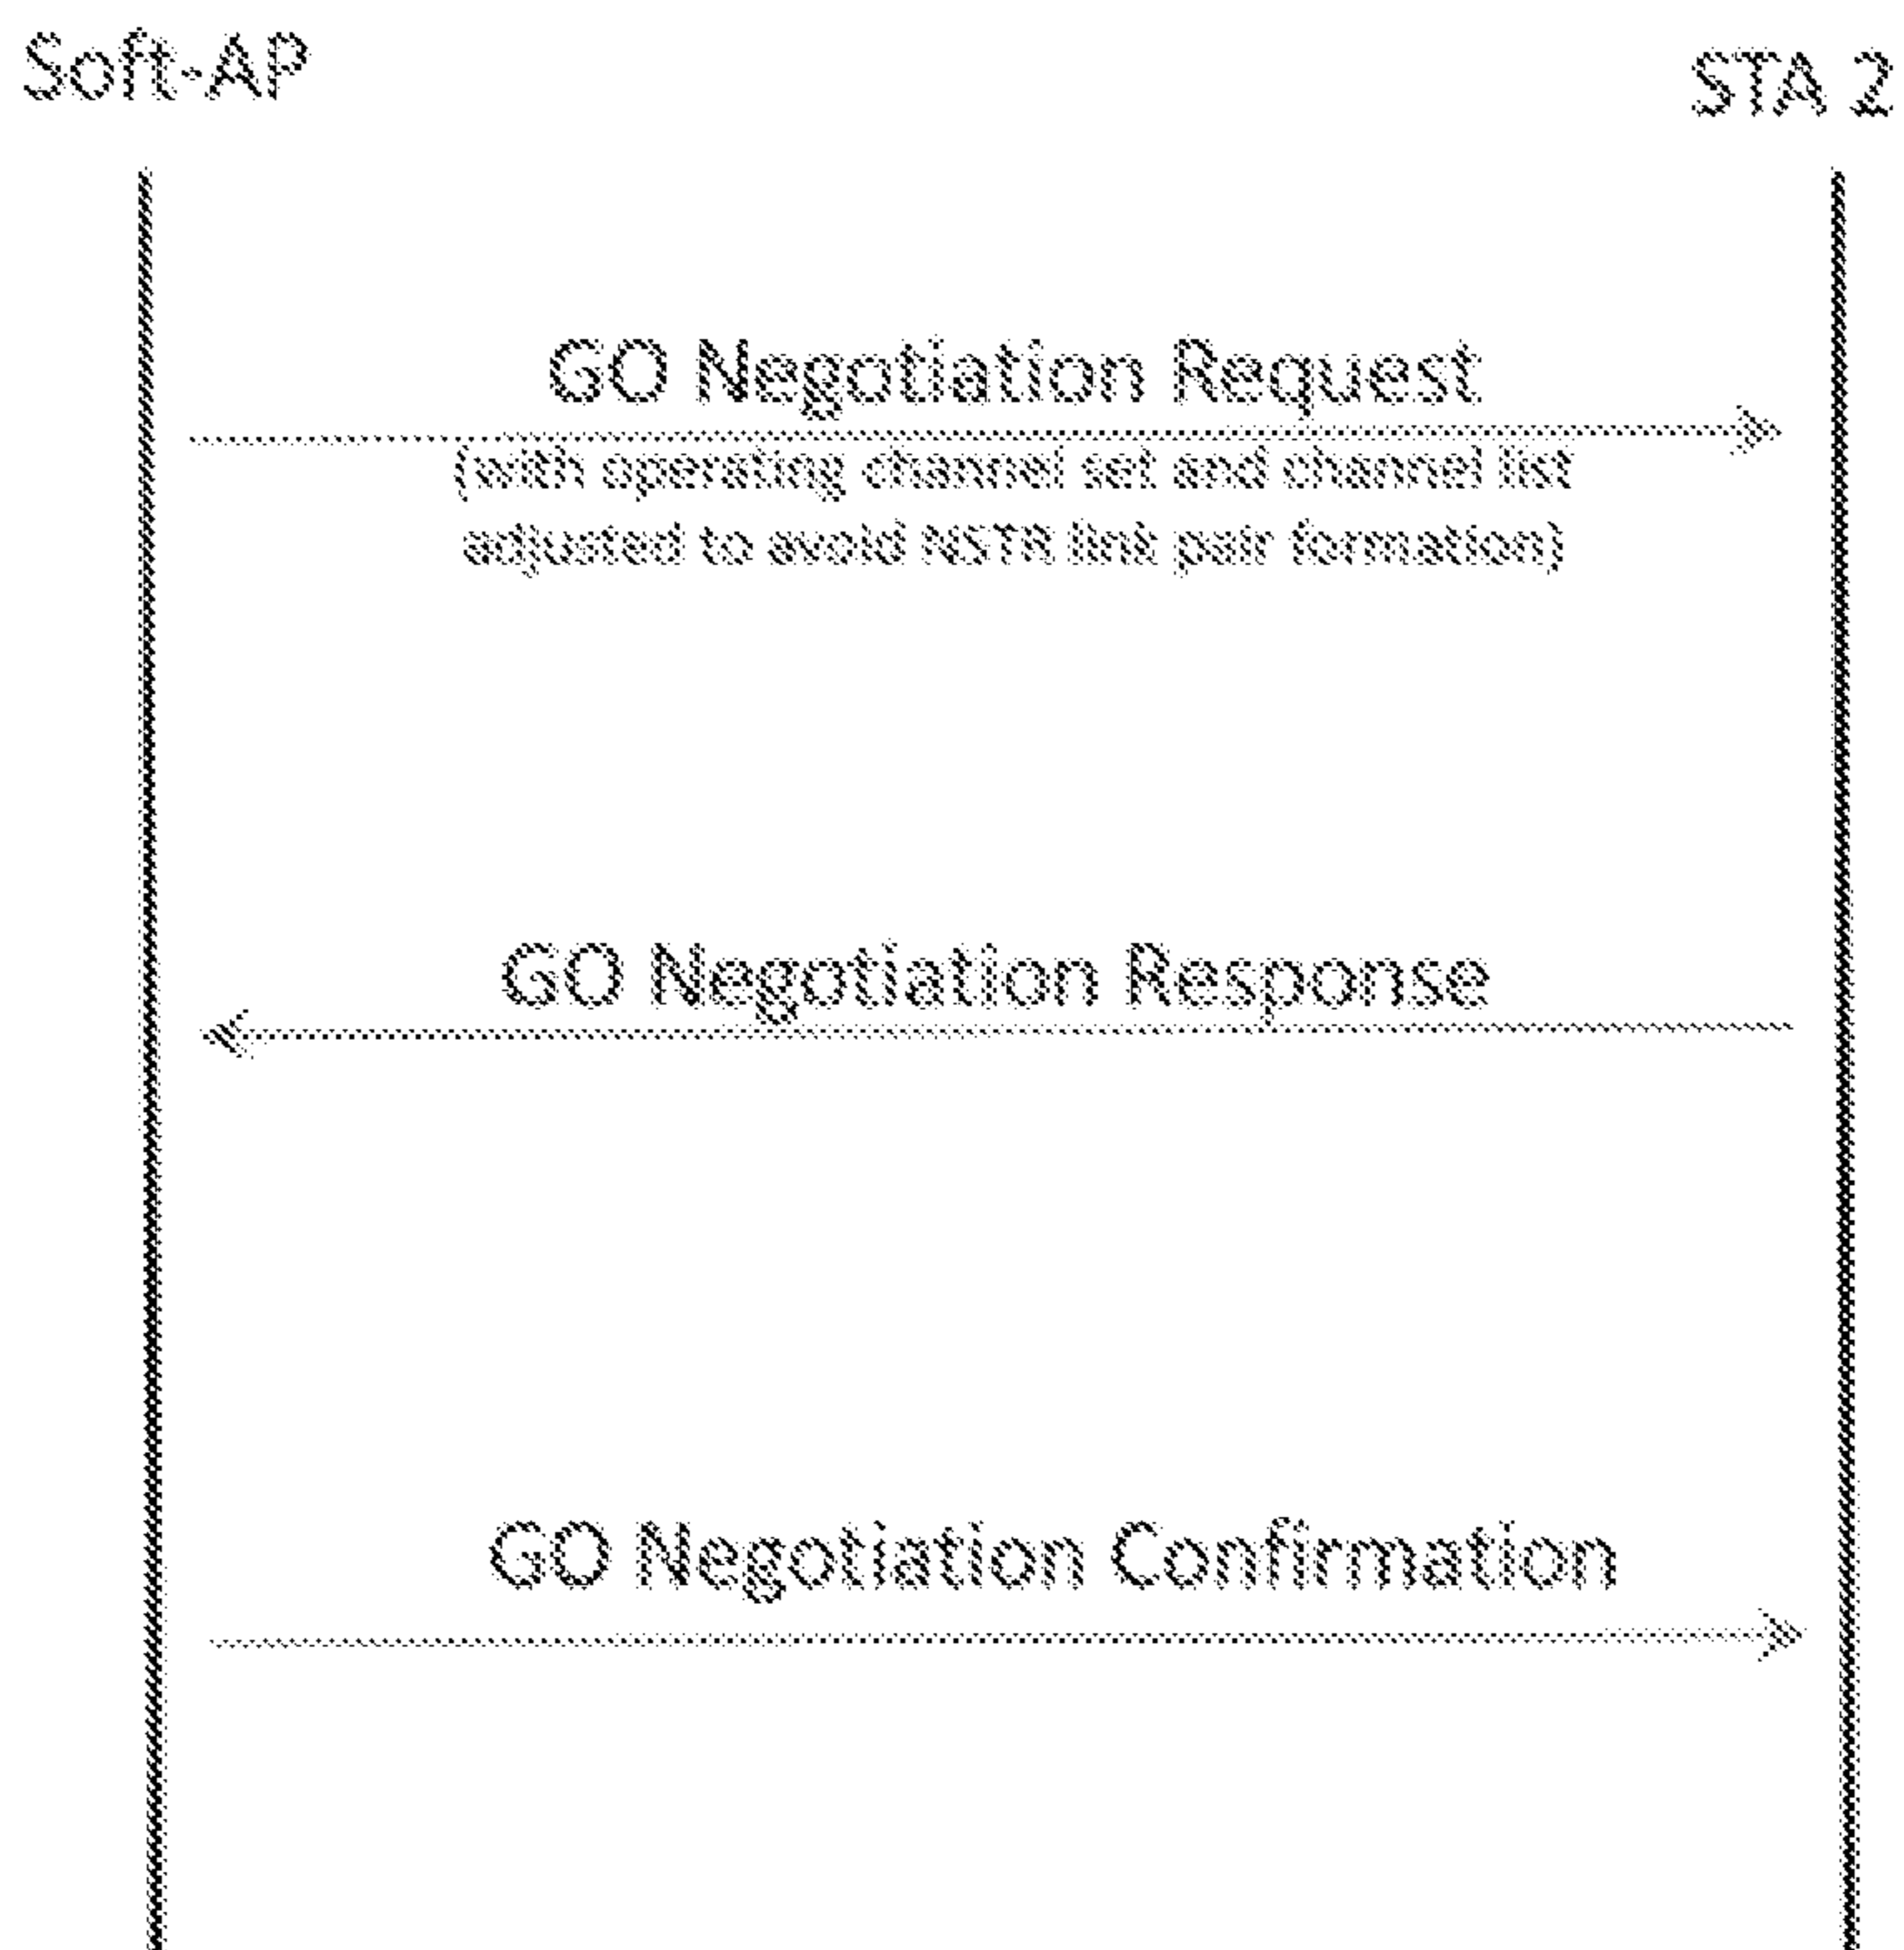 Soft-AP
STA 2
GO Negotiation Request
(with operating channel set and channel list
adjusted to avoid NSTR link pair formation)
GO Negotiation Response
GO Negotiation Confirmation